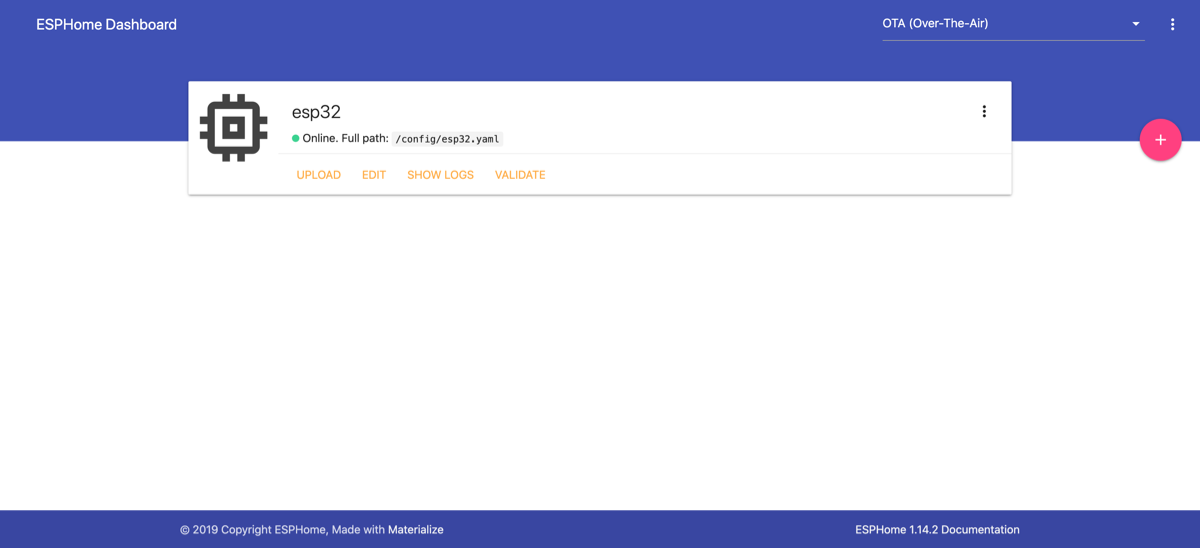 ESPHome Dashboard
OTA (Over-The-Air)
esp32
Online. Full path: /config/esp32.yaml
UPLOAD EDIT SHOW LOGS VALIDATE
© 2019 Copyright ESPHome, Made with Materialize
ESPHome 1.14.2 Documentation